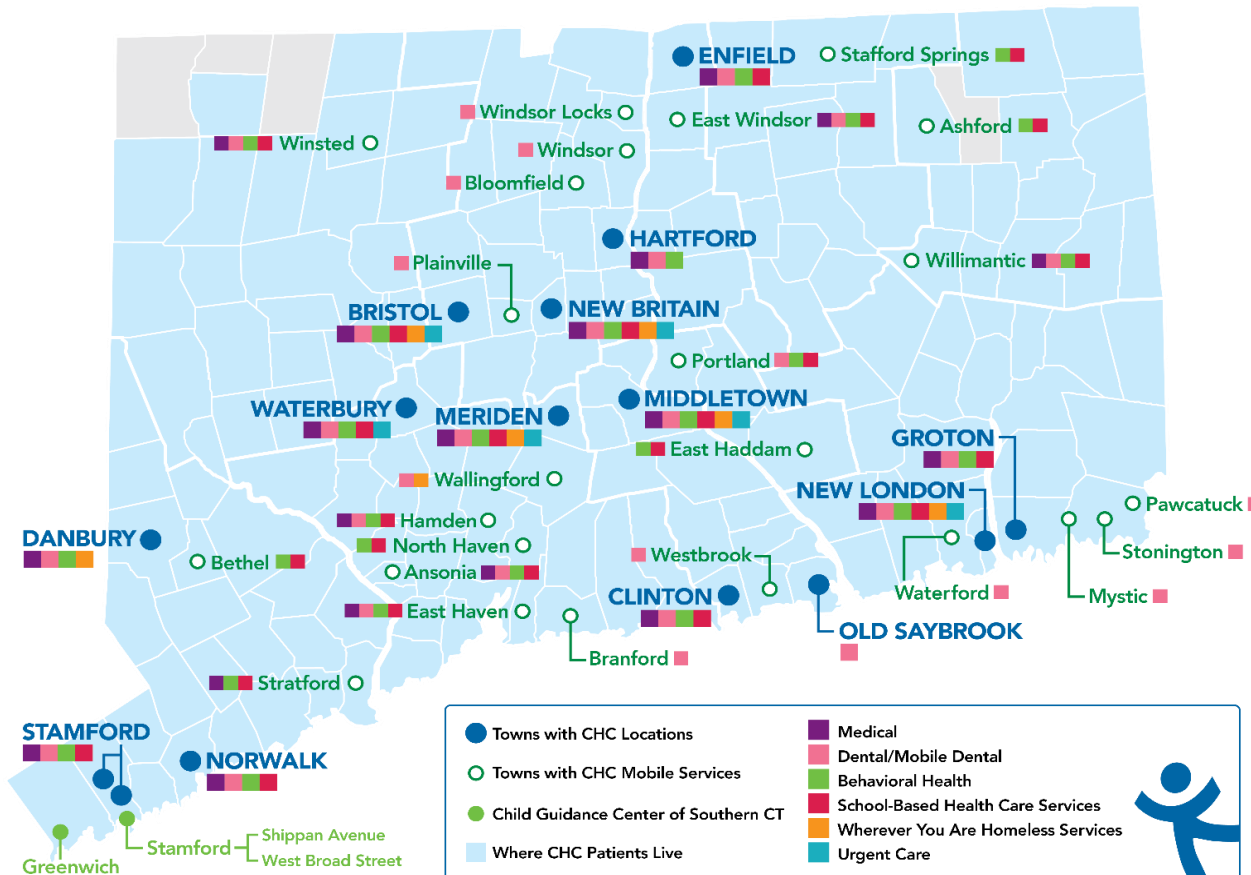 ENFIELD
Stafford Springs
Windsor Locks
East Windsor
Ashford
Winsted
Windsor
Bloomfield
HARTFORD
Plainville
Willimantic
BRISTOL
NEW BRITAIN
Portland
WATERBURY
MERIDEN
MIDDLETOWN
GROTON
East Haddam
Wallingford
NEW LONDON
Pawcatuck
Hamden
DANBURY
North Haven
Stonington
Bethel
Westbrook
Ansonia
Waterford
Mystic
CLINTON
East Haven
OLD SAYBROOK
Branford
Stratford
STAMFORD
NORWALK
Shippan Avenue
Stamford
West Broad Street
Greenwich
Towns with CHC Locations
Towns with CHC Mobile Services
Child Guidance Center of Southern CT
Where CHC Patients Live
Medical
Dental/Mobile Dental
Behavioral Health
School-Based Health Care Services
Wherever You Are Homeless Services
Urgent Care